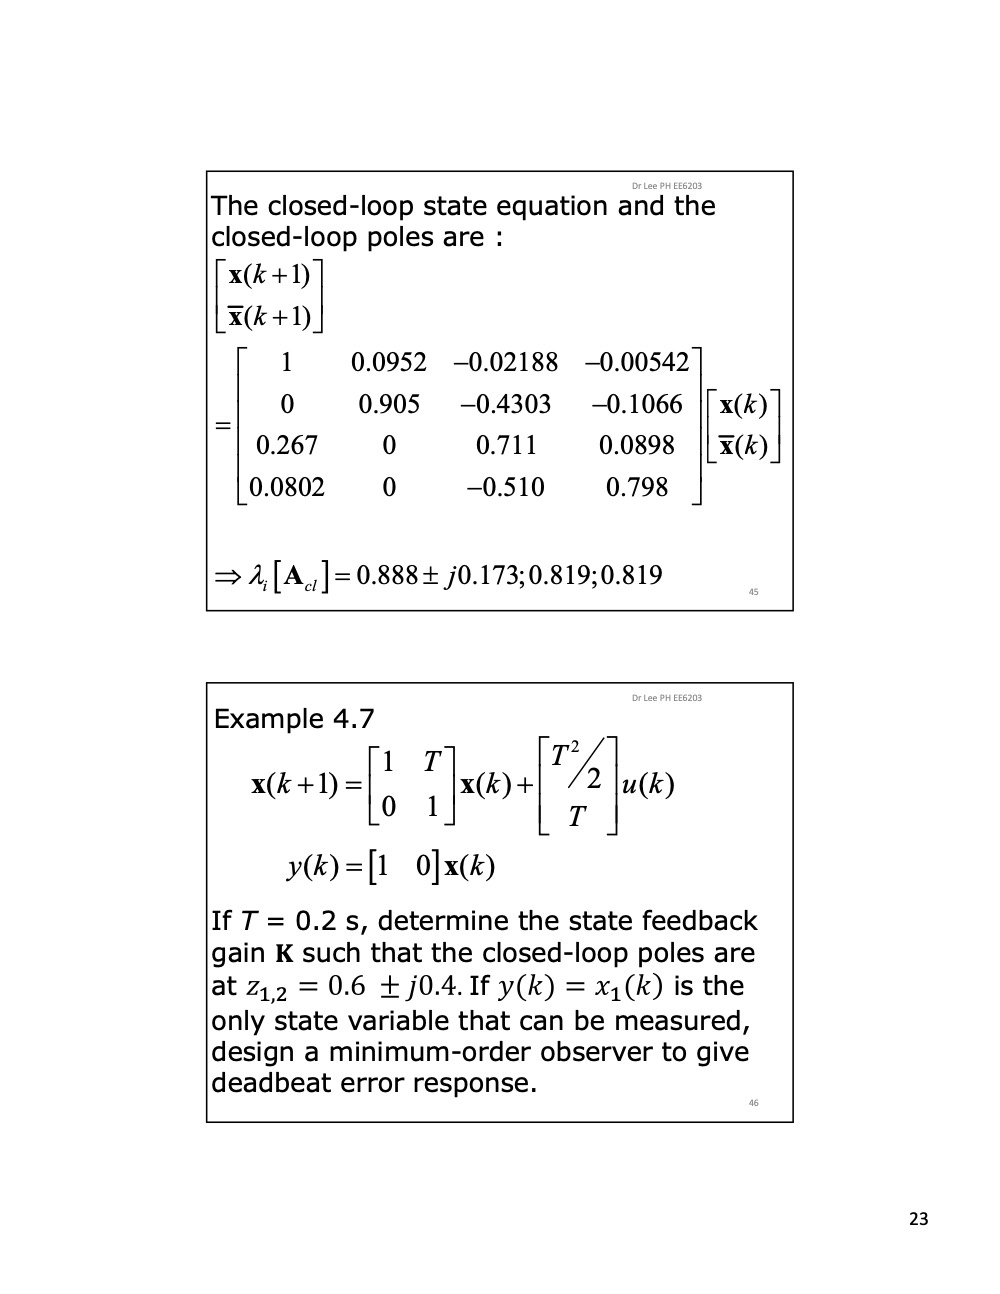 Dr Lee PH EE6203
The closed-loop state equation and the
closed-loop poles are :
[x(k+1)]
[x̅(k+1)]
=
1 0.0952 −0.02188 −0.00542
0 0.905 −0.4303 −0.1066 [x(k)]
0.267 0 0.711 0.0898 [x̅(k)]
0.0802 0 −0.510 0.798
⇒ λᵢ[A_cl] = 0.888 ± j0.173;0.819;0.819
45
Dr Lee PH EE6203
Example 4.7
x(k+1) = [1 T; 0 1] x(k) + [T²/2; T] u(k)
y(k) = [1 0] x(k)
If T = 0.2 s, determine the state feedback
gain K such that the closed-loop poles are
at z₁,₂ = 0.6 ± j0.4. If y(k) = x₁(k) is the
only state variable that can be measured,
design a minimum-order observer to give
deadbeat error response.
46
23